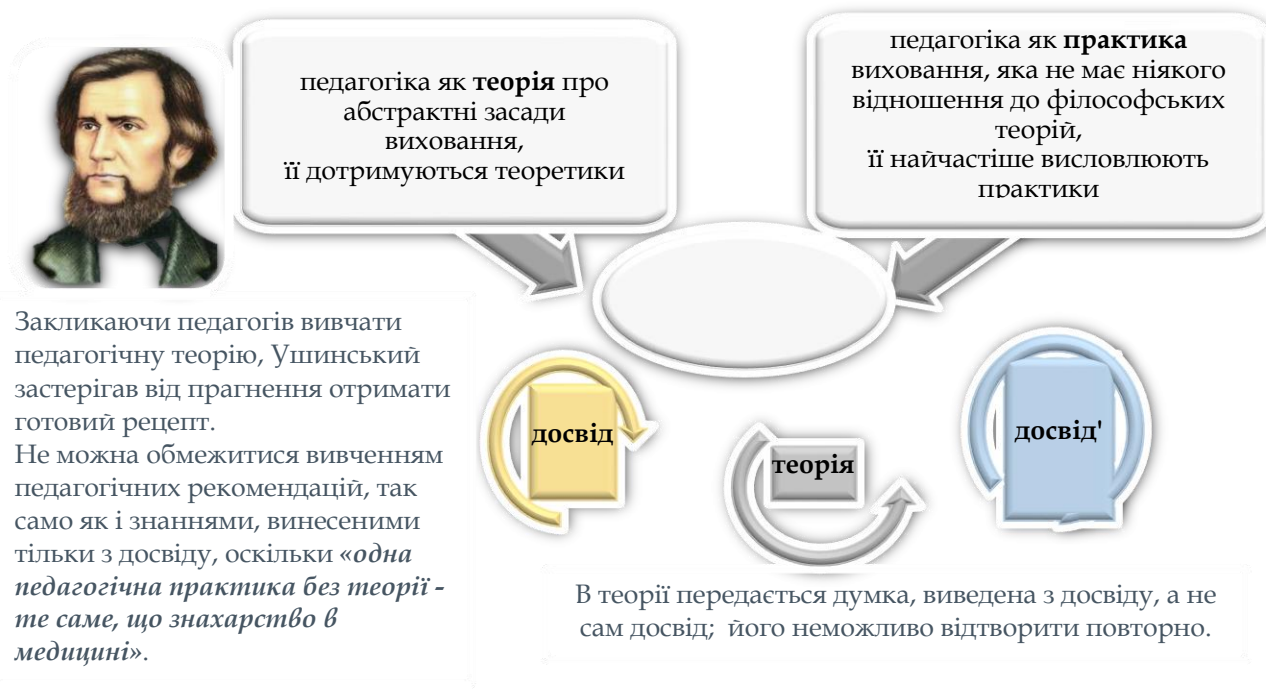 педагогіка як теорія про
абстрактні засади
виховання,
її дотримуються теоретики
педагогіка як практика
виховання, яка не має ніякого
відношення до філософських
теорій,
її найчастіше висловлюють
практики
Закликаючи педагогів вивчати
педагогічну теорію, Ушинський
застерігав від прагнення отримати
готовий рецепт.
Не можна обмежитися вивченням
педагогічних рекомендацій, так
само як і знаннями, винесеними
тільки з досвіду, оскільки «одна
педагогічна практика без теорії -
те саме, що знахарство в
медицині».
досвід
теорія
досвід'
В теорії передається думка, виведена з досвіду, а не
сам досвід; його неможливо відтворити повторно.